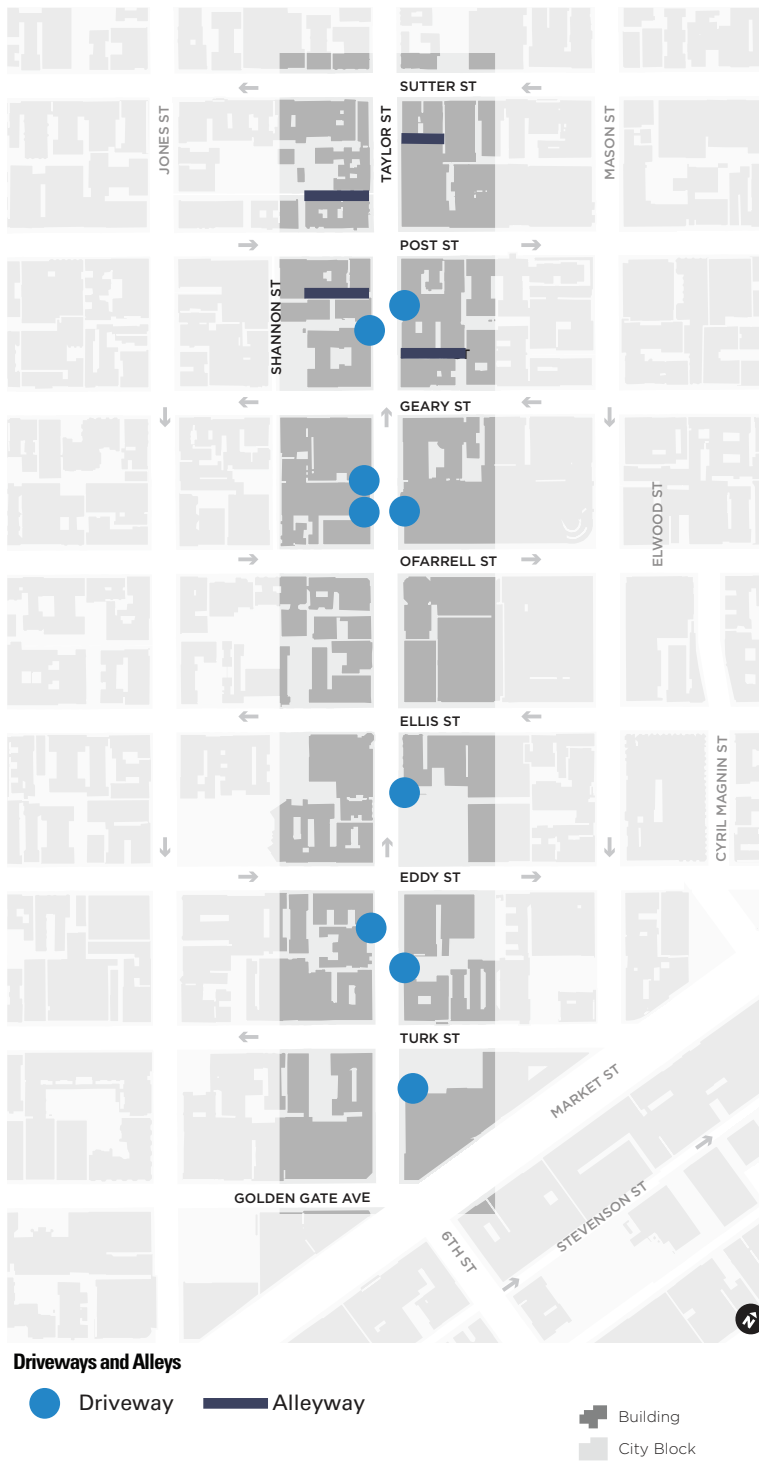 SUTTER ST
JONES ST
TAYLOR ST
MASON ST
POST ST
SHANNON ST
GEARY ST
ELWOOD ST
OFARRELL ST
ELLIS ST
CYRIL MAGNIN ST
EDDY ST
TURK ST
MARKET ST
GOLDEN GATE AVE
STEVENSON ST
6TH ST
N
Driveways and Alleys
Driveway
Alleyway
Building
City Block